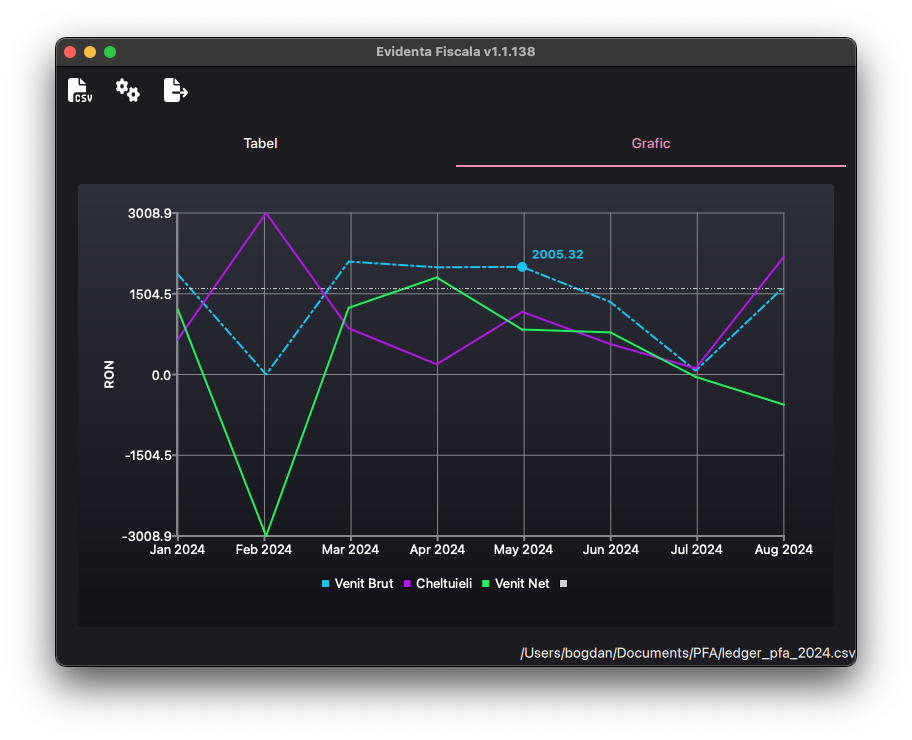 Evidenta Fiscala v1.1.138
CSV
Tabel Grafic
3008.9
2005.32
1504.5
RON
0.0
-1504.5
-3008.9
Jan 2024 Feb 2024 Mar 2024 Apr 2024 May 2024 Jun 2024 Jul 2024 Aug 2024
Venit Brut Cheltuieli Venit Net
/Users/bogdan/Documents/PFA/ledger_pfa_2024.csv